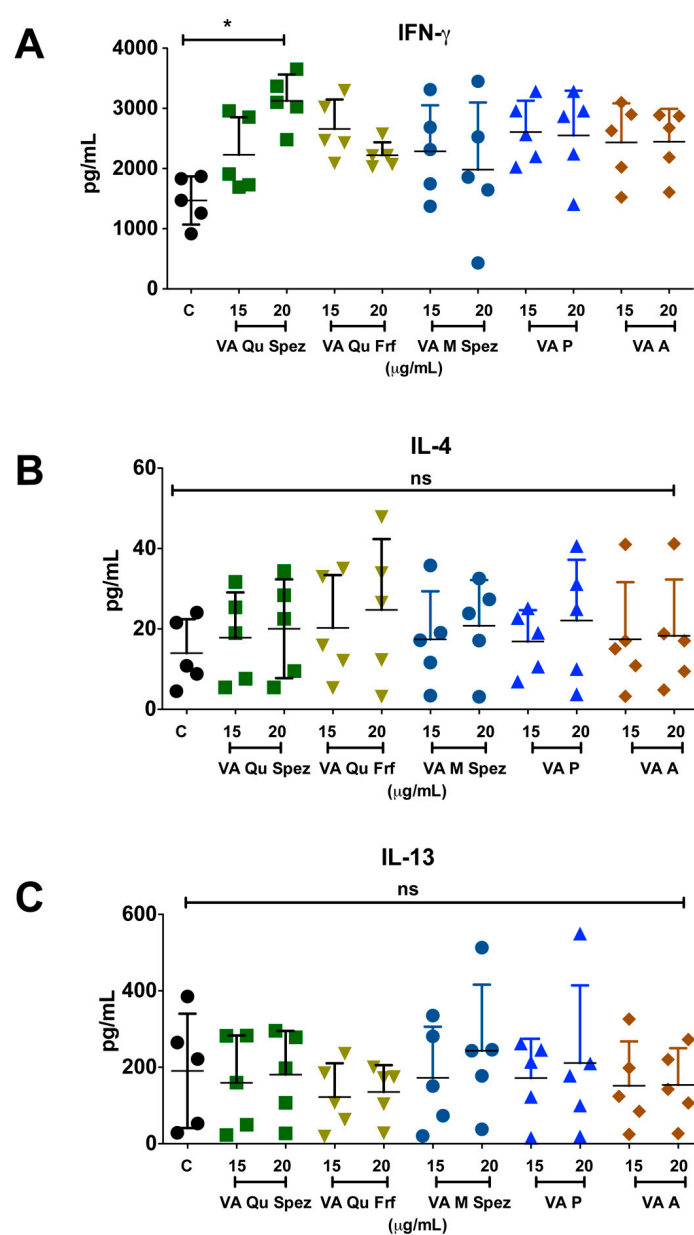 A
*
IFN-γ
pg/mL
4000
3000
2000
1000
0
C 15 20 15 20 15 20 15 20 15 20
VA Qu Spez VA Qu Frf VA M Spez VA P VA A
(µg/mL)
B
IL-4
ns
pg/mL
60
40
20
0
C 15 20 15 20 15 20 15 20 15 20
VA Qu Spez VA Qu Frf VA M Spez VA P VA A
(µg/mL)
C
IL-13
ns
pg/mL
600
400
200
0
C 15 20 15 20 15 20 15 20 15 20
VA Qu Spez VA Qu Frf VA M Spez VA P VA A
(µg/mL)